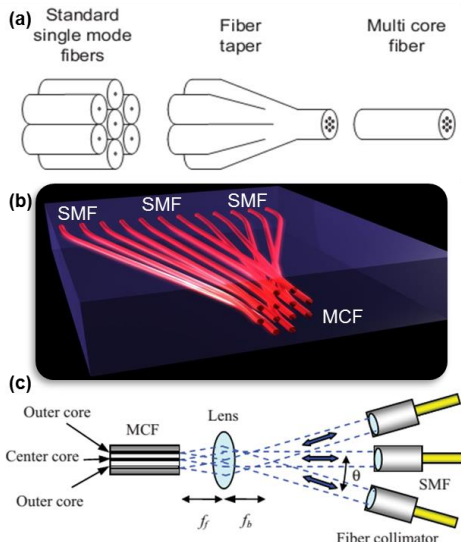 (a)
Standard
single mode
fibers
Fiber
taper
Multi core
fiber
(b)
SMF
SMF
SMF
MCF
(c)
Outer core
Center core
Outer core
MCF
Lens
θ
SMF
f_f
f_b
Fiber collimator